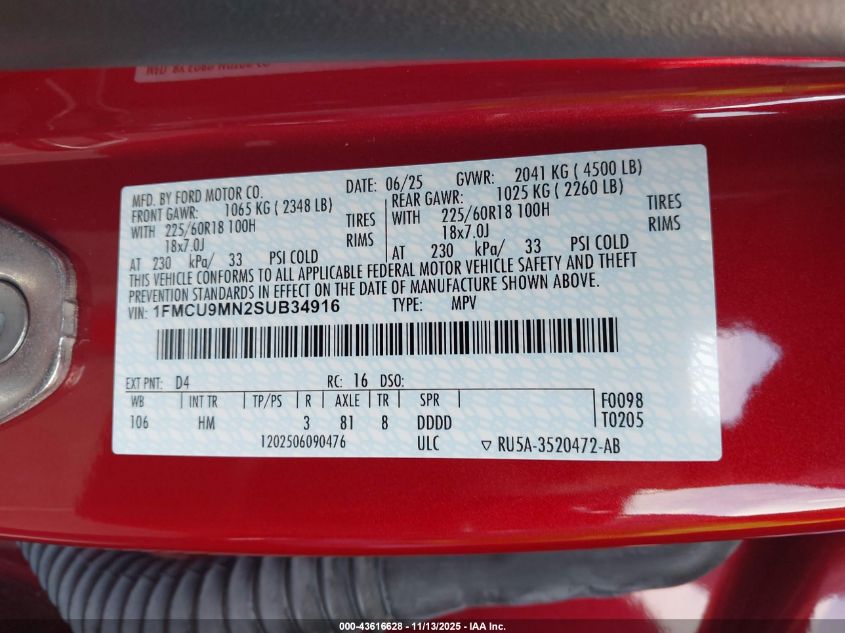 MFD. BY FORD MOTOR CO. DATE: 06/25 GVWR: 2041 KG ( 4500 LB)
FRONT GAWR: 1065 KG ( 2348 LB) REAR GAWR: 1025 KG ( 2260 LB)
WITH 225/60R18 100H TIRES WITH 225/60R18 100H TIRES
18x7.0J RIMS 18x7.0J RIMS
AT 230 kPa/ 33 PSI COLD AT 230 kPa/ 33 PSI COLD
THIS VEHICLE CONFORMS TO ALL APPLICABLE FEDERAL MOTOR VEHICLE SAFETY AND THEFT
PREVENTION STANDARDS IN EFFECT ON THE DATE OF MANUFACTURE SHOWN ABOVE.
VIN: 1FMCU9MN2SUB34916 TYPE: MPV
EXT PNT: D4 RC: 16 DSO:
WB INT TR TP/PS R AXLE TR SPR F0098
106 HM 3 81 8 DDDD T0205
1202506090476 ULC ▽ RU5A-3520472-AB
000-43616628 - 11/13/2025 - IAA Inc.